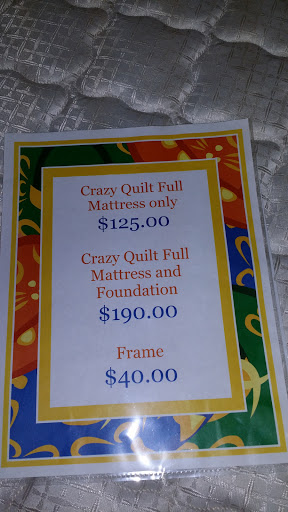 Crazy Quilt Full
Mattress only
$125.00
Crazy Quilt Full
Mattress and
Foundation
$190.00
Frame
$40.00